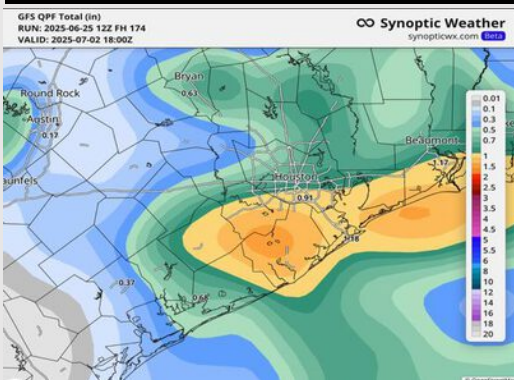 GFS QPF Total (in)
RUN: 2025-06-25 12Z FH 174
VALID: 2025-07-02 18:00Z
Synoptic Weather
synopticwx.com Beta
Bryan
0.63
Round Rock
Austin
0.17
aunfels
Houston
0.91
Beaumont
1.17
1.18
0.37
0.68
0.01
0.1
0.3
0.5
0.7
1
1.5
2
2.5
3
3.5
4
4.5
5
5.5
6
8
10
12
14
16
18
20